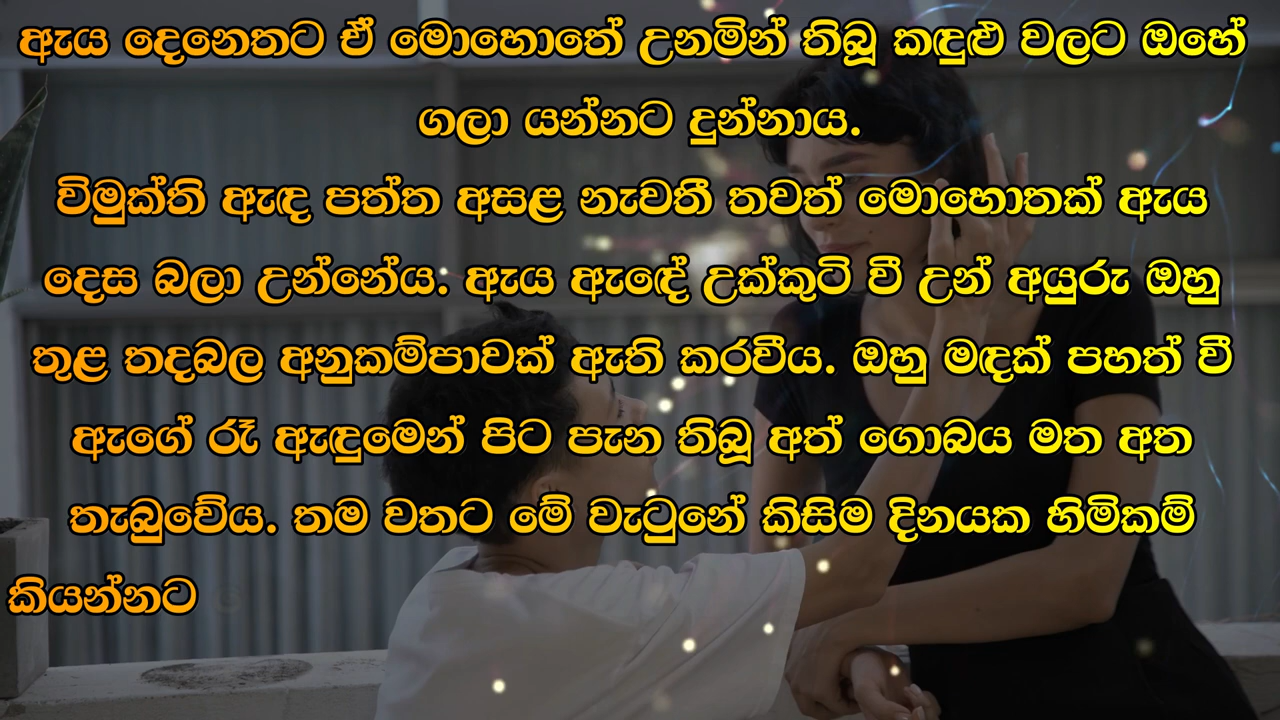 ඇය දෙනෙතට ඒ මොහොතේ උනමින් තිබූ කඳුළු වලට ඔහේ
ගලා යන්නට දුන්නාය.
විමුක්ති ඇඳ පත්ත අසළ නැවතී තවත් මොහොතක් ඇය
දෙස බලා උන්නේය. ඇය ඇඳේ උක්කුටි වී උන් අයුරු ඔහු
තුළ තදබල අනුකම්පාවක් ඇති කරවීය. ඔහු මඳක් පහත් වී
ඇගේ රෑ ඇඳුමෙන් පිට පැන තිබූ අත් ගොබය මත අත
තැබුවේය. තම වතට මේ වැටුනේ කිසිම දිනයක හිමිකම්
කියන්නට